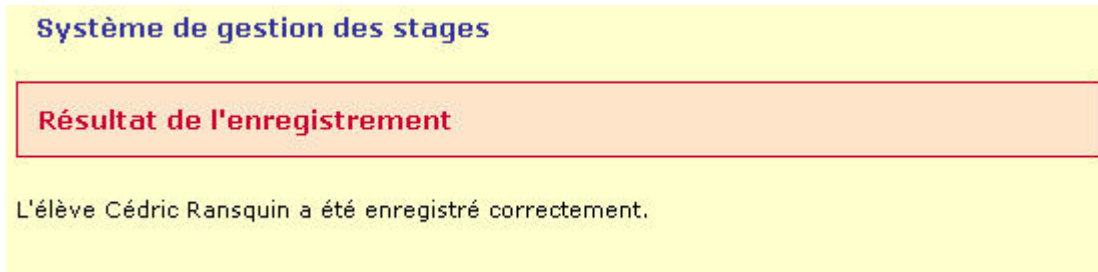 Système de gestion des stages
Résultat de l'enregistrement
L'élève Cédric Ransquin a été enregistré correctement.